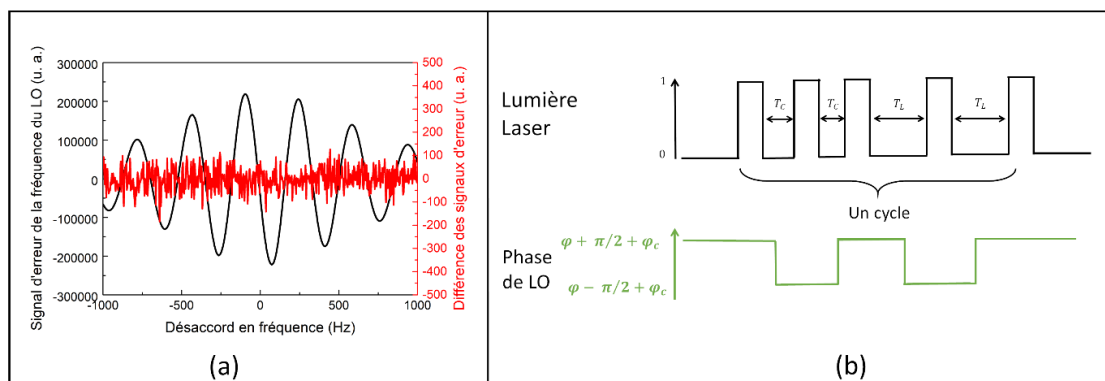 Signal d'erreur de la fréquence du LO (u. a.)
300000
200000
100000
0
-100000
-200000
-300000
-1000
-500
0
500
1000
Désaccord en fréquence (Hz)
500
400
300
200
100
0
-100
-200
-300
-400
-500
Différence des signaux d'erreur (u. a.)
(a)
Lumière
Laser
1
0
T_C
T_C
T_L
T_L
Un cycle
Phase
de LO
φ + π/2 + φ_c
φ − π/2 + φ_c
(b)